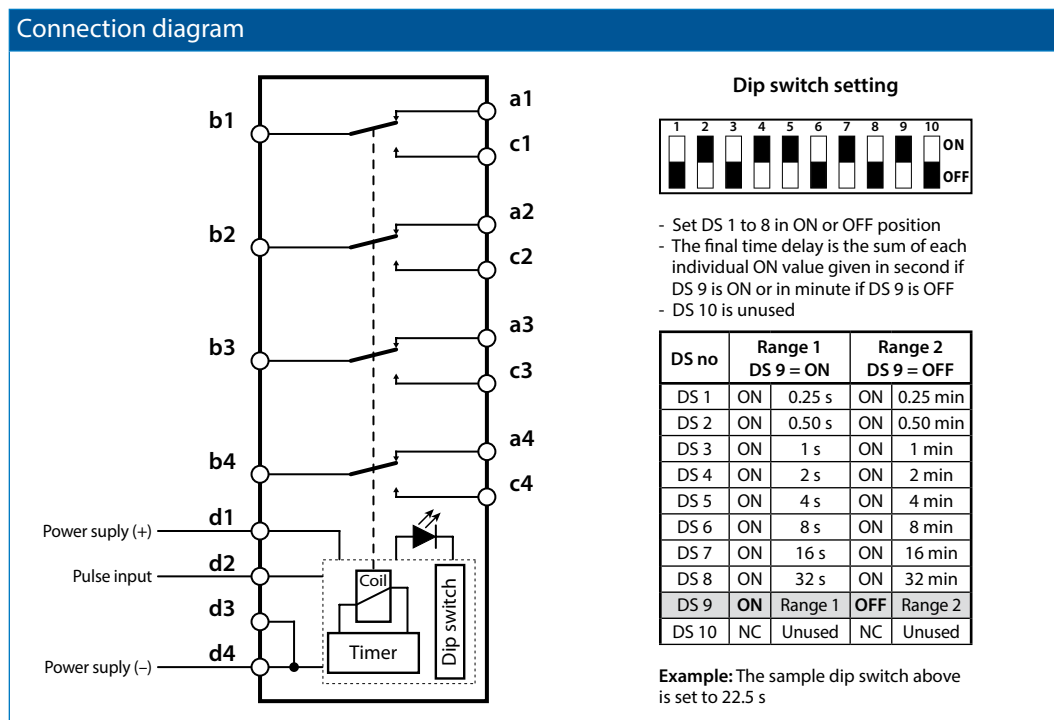 Connection diagram
b1
a1
c1
b2
a2
c2
b3
a3
c3
b4
a4
c4
Power suply (+)
d1
Pulse input
d2
d3
Power suply (–)
d4
Coil
Timer
Dip switch
Dip switch setting
1 2 3 4 5 6 7 8 9 10
ON
OFF
- Set DS 1 to 8 in ON or OFF position
- The final time delay is the sum of each
individual ON value given in second if
DS 9 is ON or in minute if DS 9 is OFF
- DS 10 is unused
DS no Range 1 DS 9 = ON Range 2 DS 9 = OFF
DS 1 ON 0.25 s ON 0.25 min
DS 2 ON 0.50 s ON 0.50 min
DS 3 ON 1 s ON 1 min
DS 4 ON 2 s ON 2 min
DS 5 ON 4 s ON 4 min
DS 6 ON 8 s ON 8 min
DS 7 ON 16 s ON 16 min
DS 8 ON 32 s ON 32 min
DS 9 ON Range 1 OFF Range 2
DS 10 NC Unused NC Unused
Example: The sample dip switch above
is set to 22.5 s